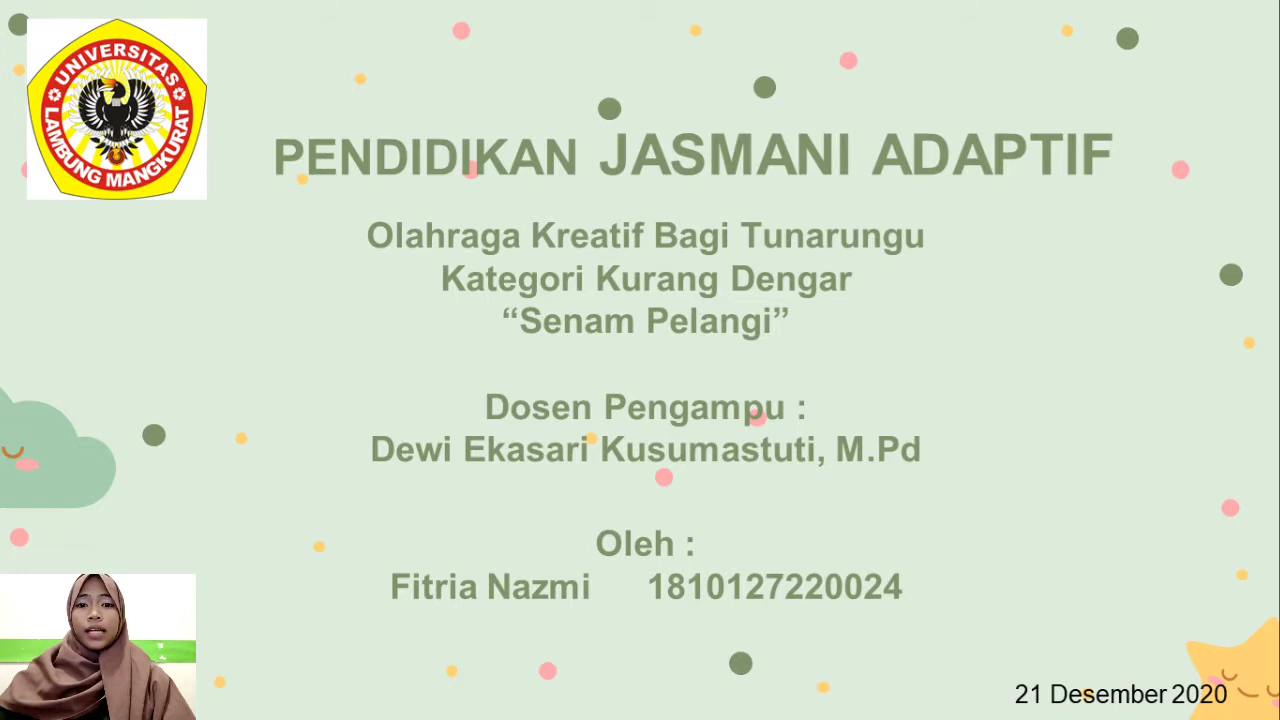 UNIVERSITAS
LAMBUNG MANGKURAT
PENDIDIKAN JASMANI ADAPTIF
Olahraga Kreatif Bagi Tunarungu
Kategori Kurang Dengar
“Senam Pelangi”
Dosen Pengampu :
Dewi Ekasari Kusumastuti, M.Pd
Oleh :
Fitria Nazmi 1810127220024
21 Desember 2020